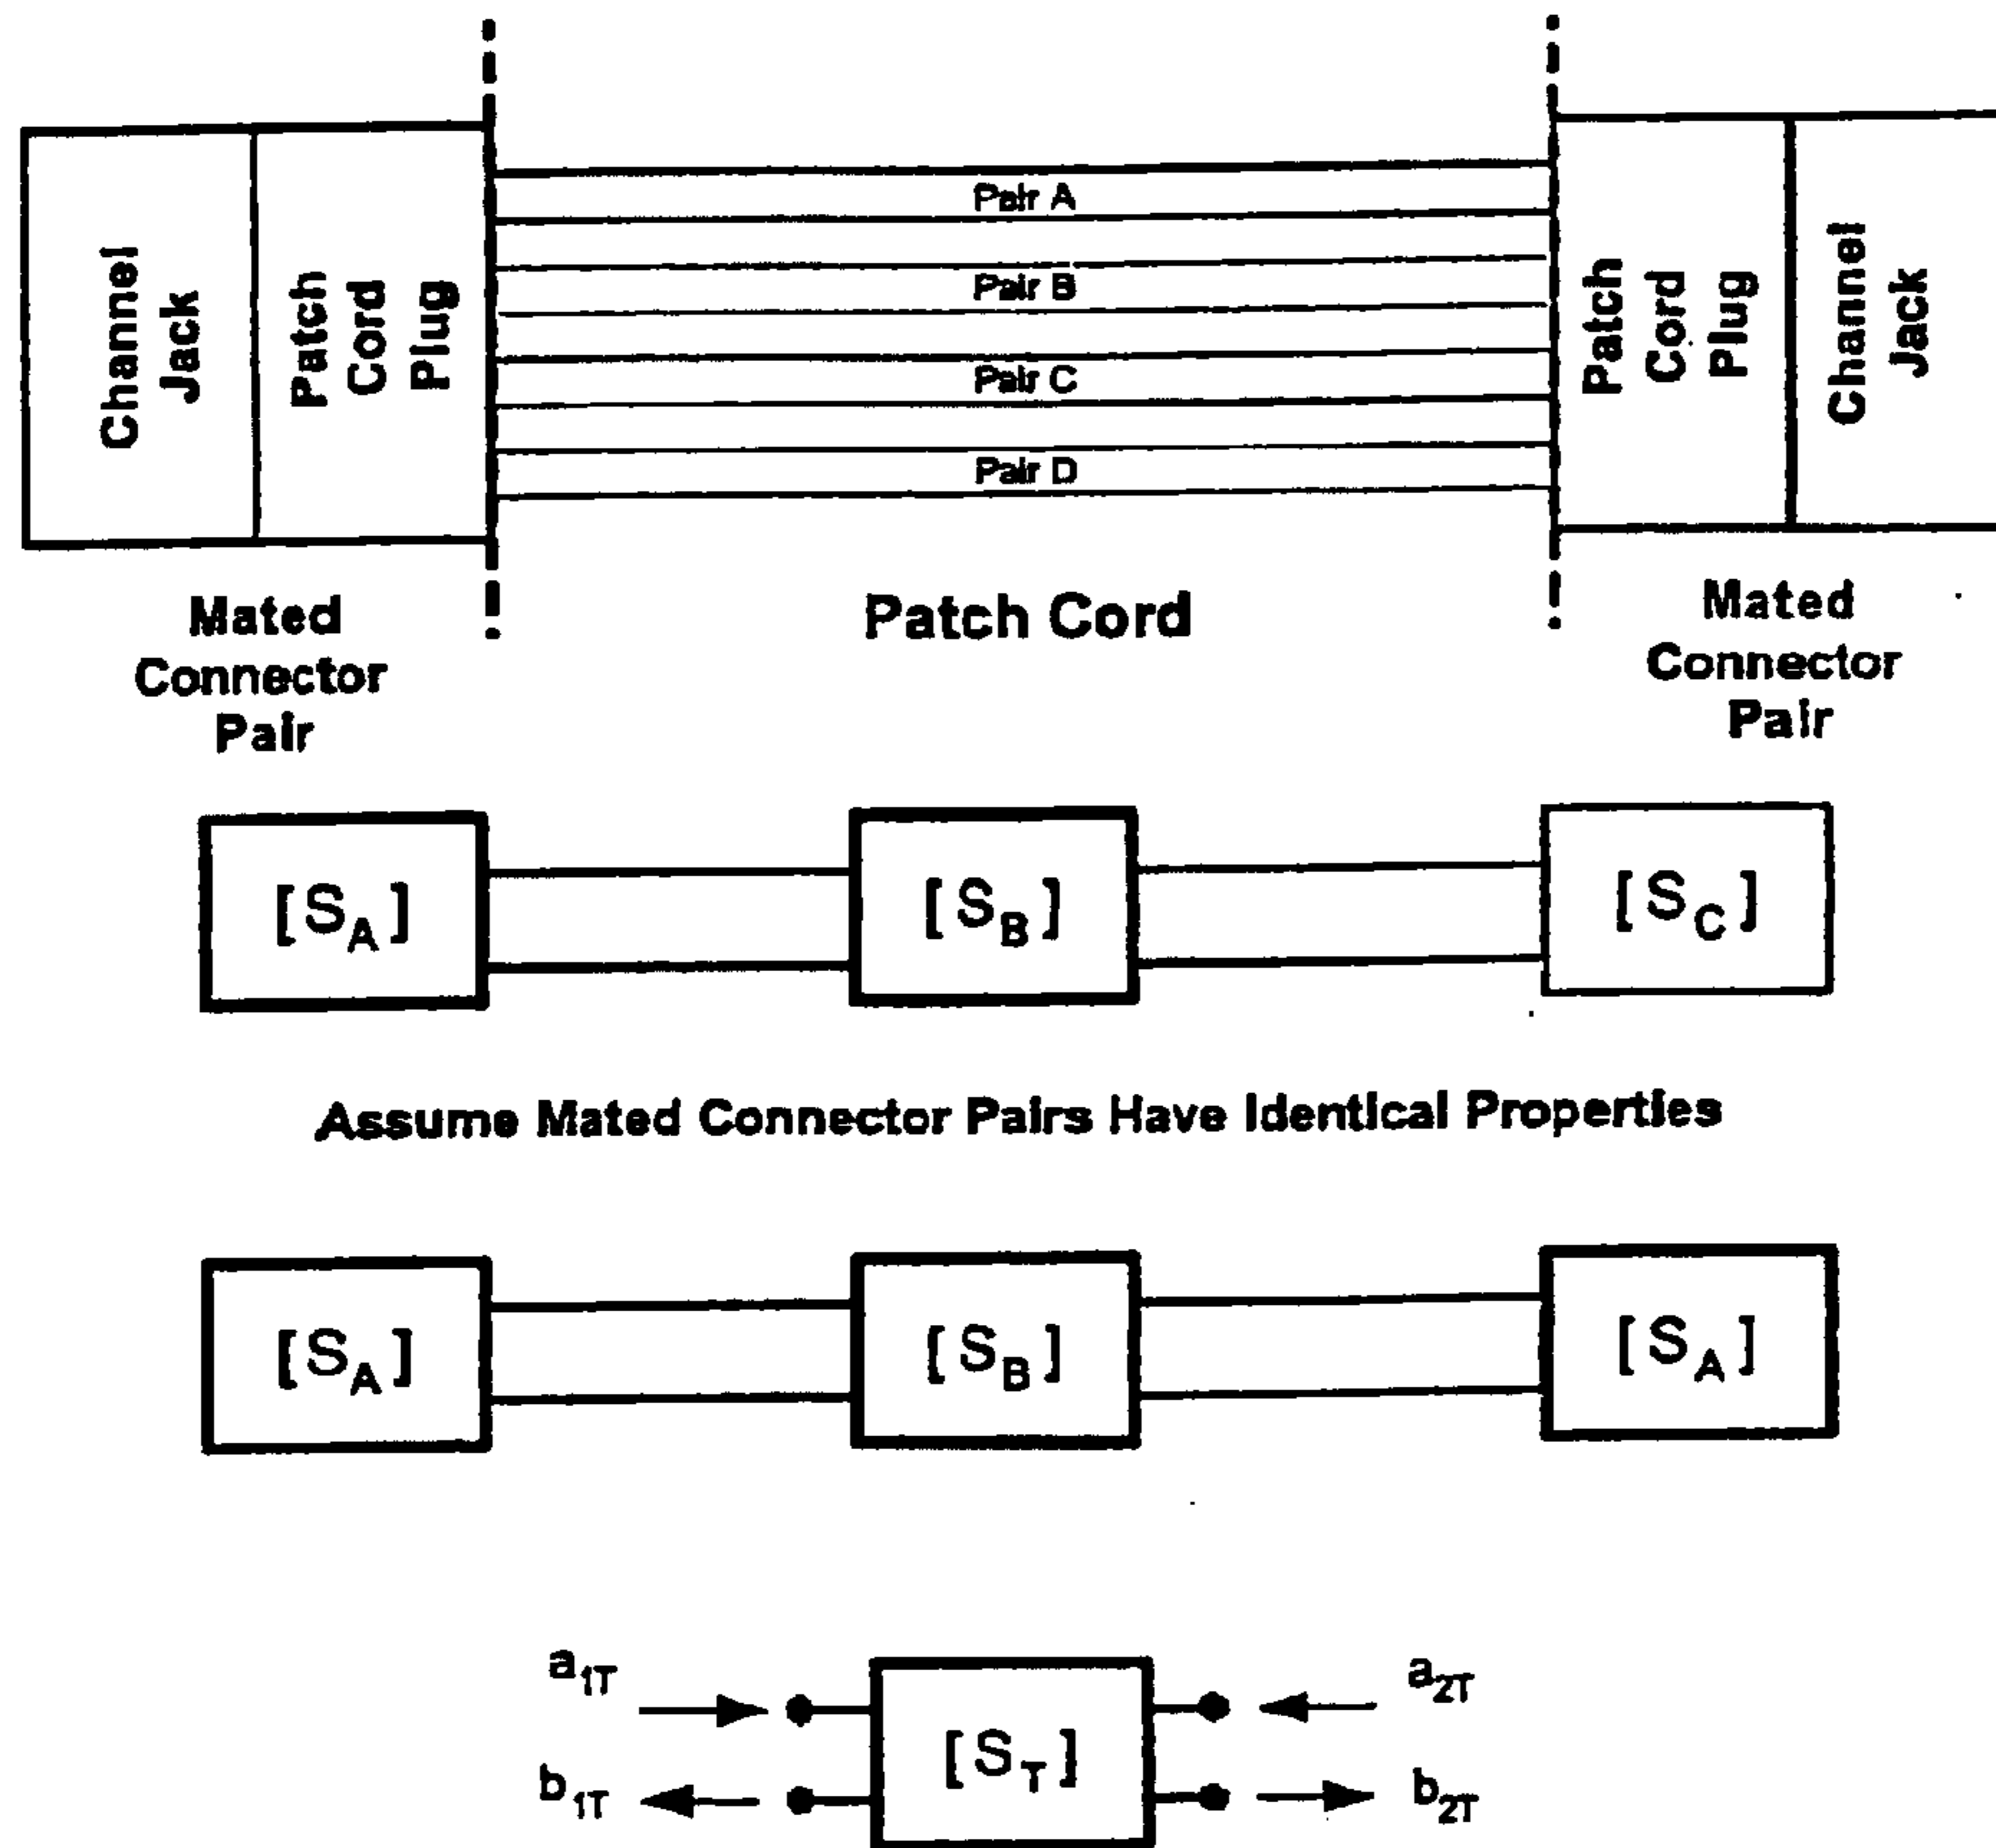 Channel
Jack
Patch
Cord
Plug
Pair A
Pair B
Pair C
Pair D
Patch
Cord
Plug
Channel
Jack
Mated
Connector
Pair
Patch Cord
Mated
Connector
Pair
[SA]
[SB]
[SC]
Assume Mated Connector Pairs Have Identical Properties
[SA]
[SB]
[SA]
a1T
[ST]
a2T
b1T
b2T